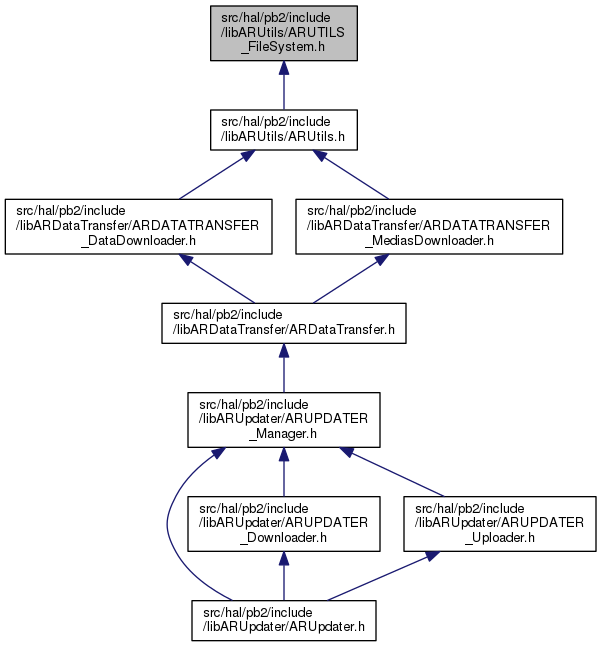 src/hal/pb2/include
/libARUtils/ARUTILS
_FileSystem.h
src/hal/pb2/include
/libARUtils/ARUtils.h
src/hal/pb2/include
/libARDataTransfer/ARDATATRANSFER
_DataDownloader.h
src/hal/pb2/include
/libARDataTransfer/ARDATATRANSFER
_MediasDownloader.h
src/hal/pb2/include
/libARDataTransfer/ARDataTransfer.h
src/hal/pb2/include
/libARUpdater/ARUPDATER
_Manager.h
src/hal/pb2/include
/libARUpdater/ARUPDATER
_Downloader.h
src/hal/pb2/include
/libARUpdater/ARUPDATER
_Uploader.h
src/hal/pb2/include
/libARUpdater/ARUpdater.h